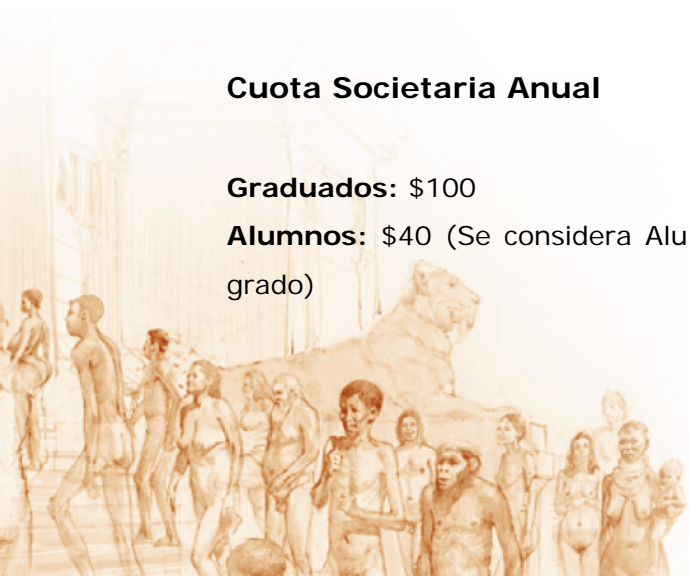 Cuota Societaria Anual
Graduados: $100
Alumnos: $40 (Se considera Alu
grado)